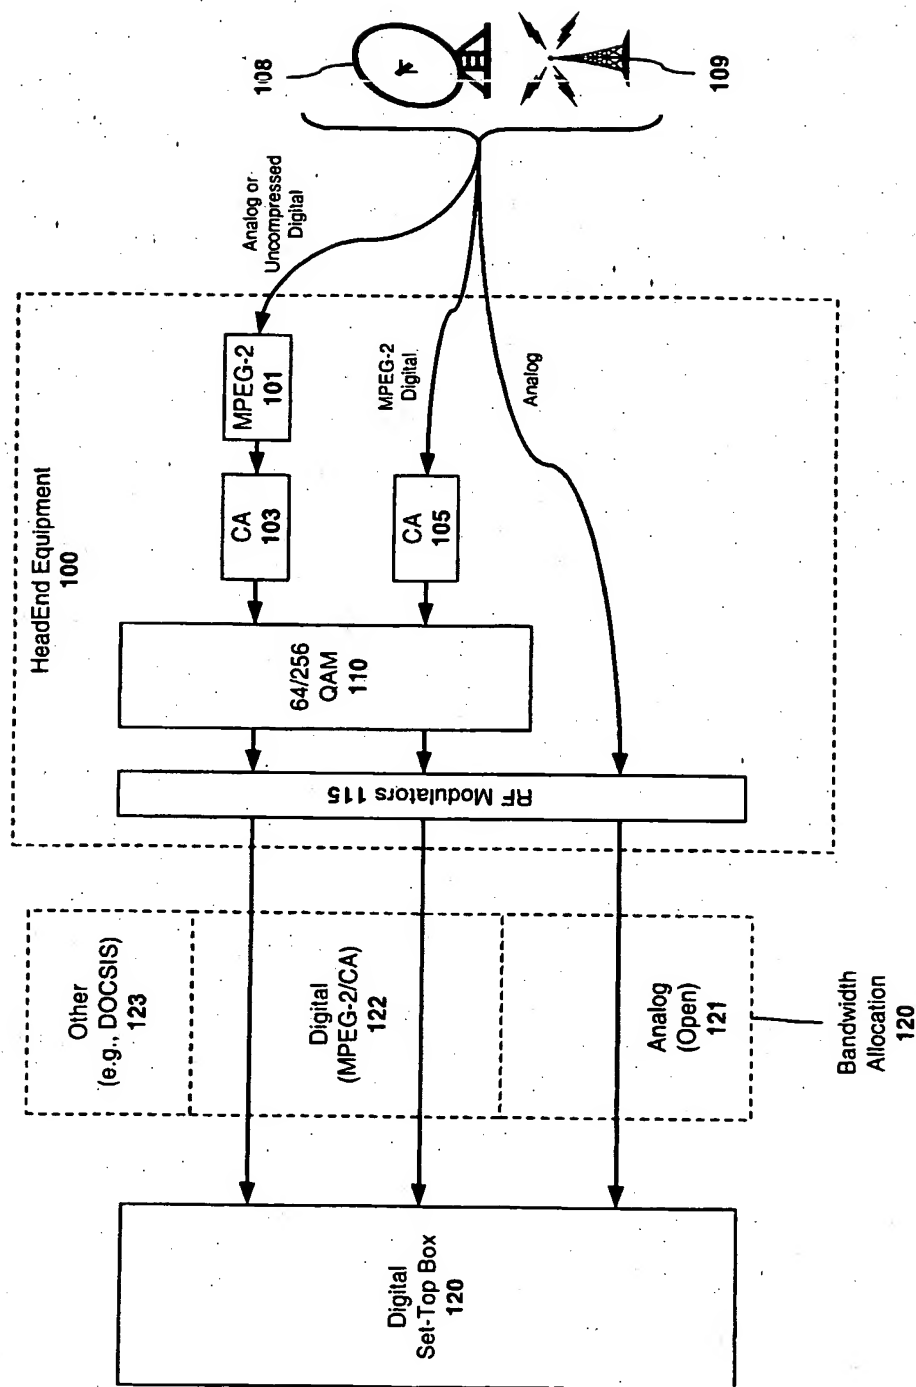 108
109
Analog or
Uncompressed
Digital
MPEG-2
Digital
Analog
HeadEnd Equipment
100
MPEG-2
101
CA
103
CA
105
64/256
QAM
110
RF Modulators 115
Other
(e.g., DOCSIS)
123
Digital
(MPEG-2/CA)
122
Analog
(Open)
121
Bandwidth
Allocation
120
Digital
Set-Top Box
120